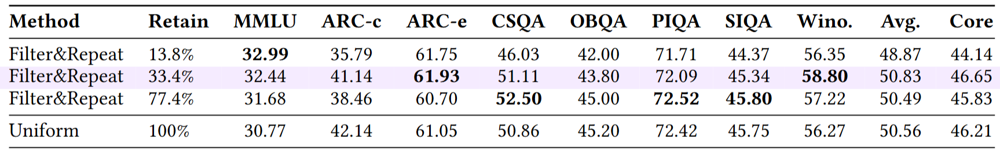 Method Retain MMLU ARC-c ARC-e CSQA OBQA PIQA SIQA Wino. Avg. Core
Filter&Repeat 13.8% 32.99 35.79 61.75 46.03 42.00 71.71 44.37 56.35 48.87 44.14
Filter&Repeat 33.4% 32.44 41.14 61.93 51.11 43.80 72.09 45.34 58.80 50.83 46.65
Filter&Repeat 77.4% 31.68 38.46 60.70 52.50 45.00 72.52 45.80 57.22 50.49 45.83
Uniform 100% 30.77 42.14 61.05 50.86 45.20 72.42 45.75 56.27 50.56 46.21